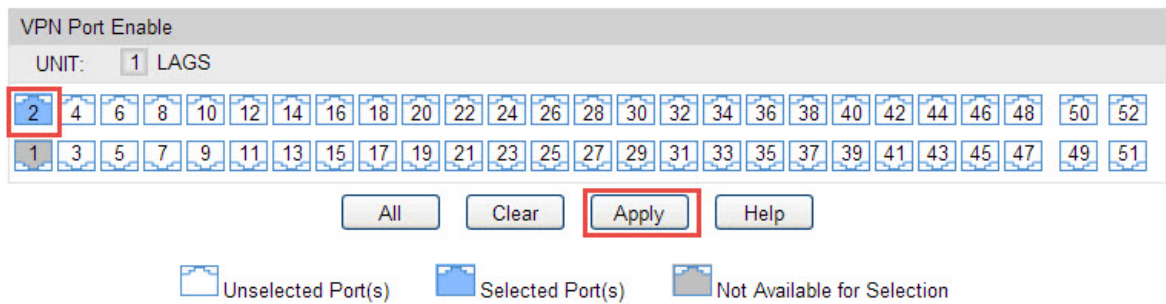 VPN Port Enable
UNIT: 1 LAGS
2 4 6 8 10 12 14 16 18 20 22 24 26 28 30 32 34 36 38 40 42 44 46 48 50 52
1 3 5 7 9 11 13 15 17 19 21 23 25 27 29 31 33 35 37 39 41 43 45 47 49 51
All Clear Apply Help
Unselected Port(s) Selected Port(s) Not Available for Selection